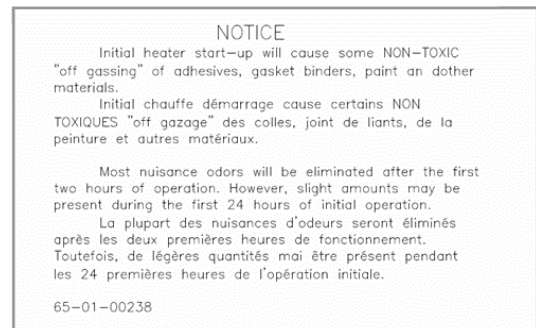 NOTICE
Initial heater start-up will cause some NON-TOXIC
"off gassing" of adhesives, gasket binders, paint an dother
materials.
Initial chauffe démarrage cause certains NON
TOXIQUES "off gazage" des colles, joint de liants, de la
peinture et autres matériaux.
Most nuisance odors will be eliminated after the first
two hours of operation. However, slight amounts may be
present during the first 24 hours of initial operation.
La plupart des nuisances d'odeurs seront éliminés
après les deux premières heures de fonctionnement.
Toutefois, de légères quantités mai être présent pendant
les 24 premières heures de l'opération initiale.
65-01-00238